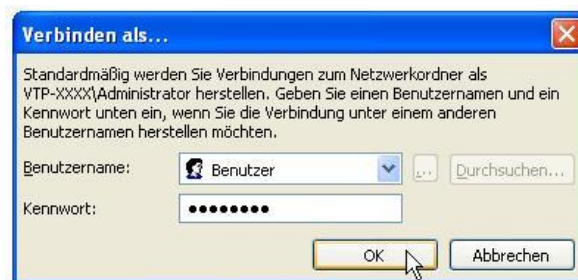 Verbinden als...
Standardmäßig werden Sie Verbindungen zum Netzwerkordner als
VTP-XXXX\Administrator herstellen. Geben Sie einen Benutzernamen und ein
Kennwort unten ein, wenn Sie die Verbindung unter einem anderen
Benutzernamen herstellen möchten.
Benutzername: Benutzer ... Durchsuchen...
Kennwort: ●●●●●●●●
OK Abbrechen